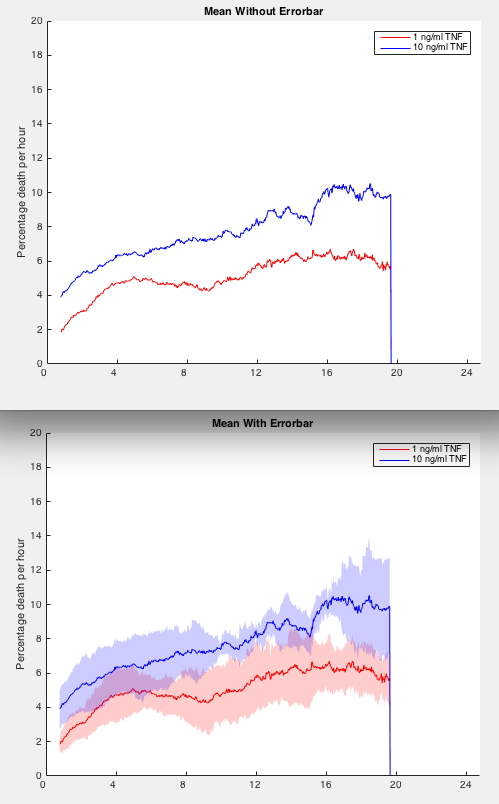 Mean Without Errorbar
20
18
16
14
12
10
8
6
4
2
0
Percentage death per hour
1 ng/ml TNF
10 ng/ml TNF
0 4 8 12 16 20 24
Mean With Errorbar
20
18
16
14
12
10
8
6
4
2
0
Percentage death per hour
1 ng/ml TNF
10 ng/ml TNF
0 4 8 12 16 20 24